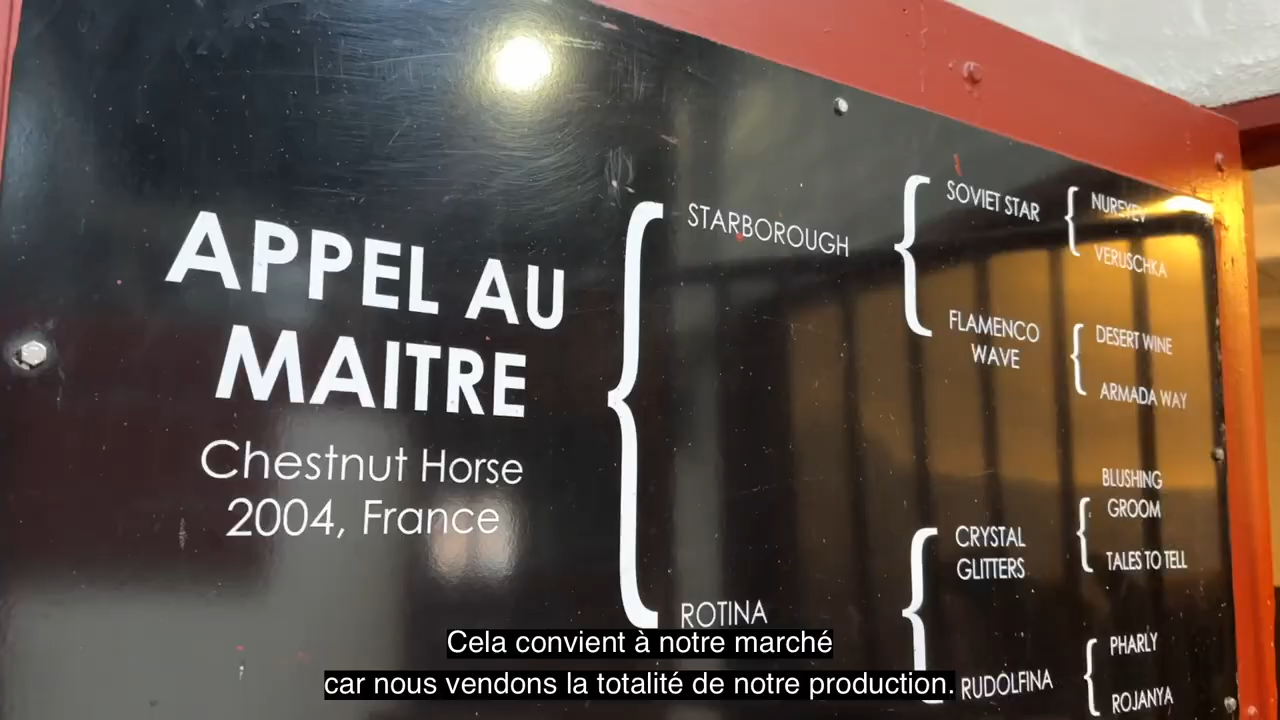 APPEL AU
MAITRE
Chestnut Horse
2004, France
STARBOROUGH
ROTINA
SOVIET STAR
FLAMENCO
WAVE
CRYSTAL
GLITTERS
RUDOLFINA
NUREYEV
VERUSCHKA
DESERT WINE
ARMADA WAY
BLUSHING
GROOM
TALES TO TELL
PHARLY
ROJANYA
Cela convient à notre marché
car nous vendons la totalité de notre production.